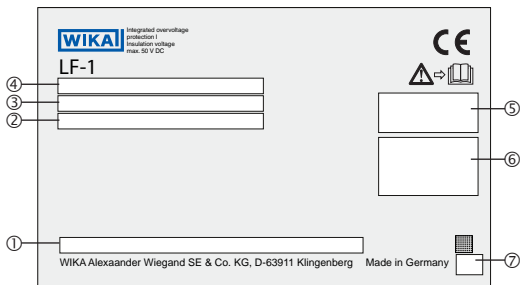 WIKA
Integrated overvoltage
protection I
Insulation voltage
max. 50 V DC
CE
LF-1
④
③
②
⑤
⑥
①
WIKA Alexaander Wiegand SE & Co. KG, D-63911 Klingenberg Made in Germany
⑦